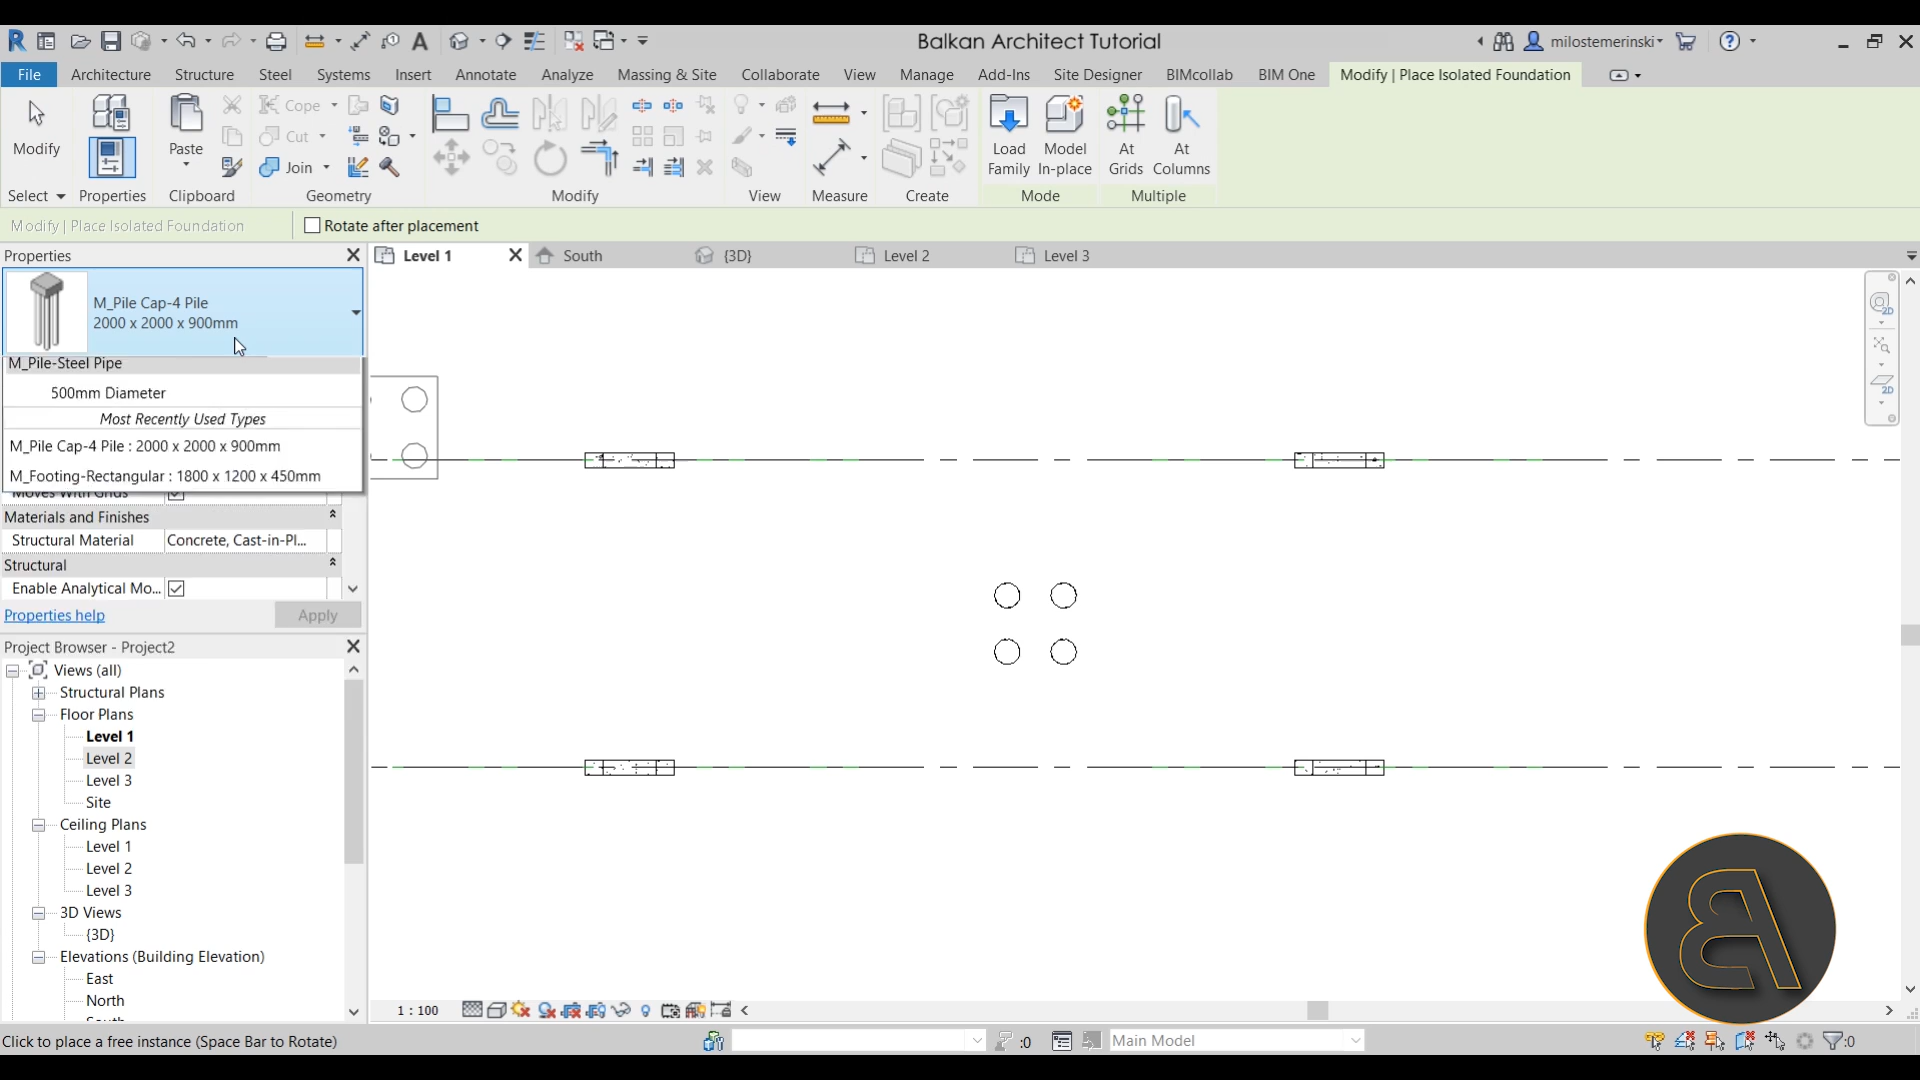 Balkan Architect Tutorial
milostemerinski
File Architecture Structure Steel Systems Insert Annotate Analyze Massing & Site Collaborate View Manage Add-Ins Site Designer BIMcollab BIM One Modify | Place Isolated Foundation
Modify
Paste
Cope
Cut
Join
Load Family
Model In-place
At Grids
At Columns
Select Properties Clipboard Geometry Modify View Measure Create Mode Multiple
Modify | Place Isolated Foundation
Rotate after placement
Properties
Level 1
South
{3D}
Level 2
Level 3
M_Pile Cap-4 Pile
2000 x 2000 x 900mm
M_Pile-Steel Pipe
500mm Diameter
Most Recently Used Types
M_Pile Cap-4 Pile : 2000 x 2000 x 900mm
M_Footing-Rectangular : 1800 x 1200 x 450mm
Moves With Grids
Materials and Finishes
Structural Material Concrete, Cast-in-Pl...
Structural
Enable Analytical Mo...
Properties help
Apply
Project Browser - Project2
Views (all)
Structural Plans
Floor Plans
Level 1
Level 2
Level 3
Site
Ceiling Plans
Level 1
Level 2
Level 3
3D Views
{3D}
Elevations (Building Elevation)
East
North
South
2D
2D
1 : 100
Click to place a free instance (Space Bar to Rotate)
:0
Main Model
:0